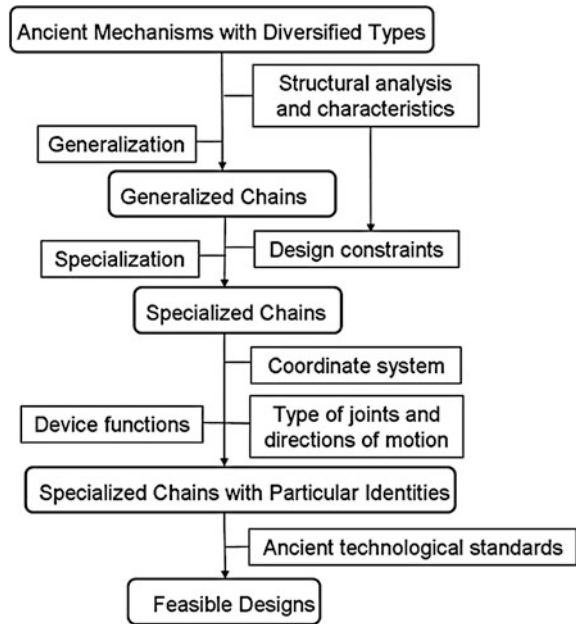 Ancient Mechanisms with Diversified Types
Structural analysis
and characteristics
Generalization
Generalized Chains
Design constraints
Specialization
Specialized Chains
Coordinate system
Device functions
Type of joints and
directions of motion
Specialized Chains with Particular Identities
Ancient technological standards
Feasible Designs